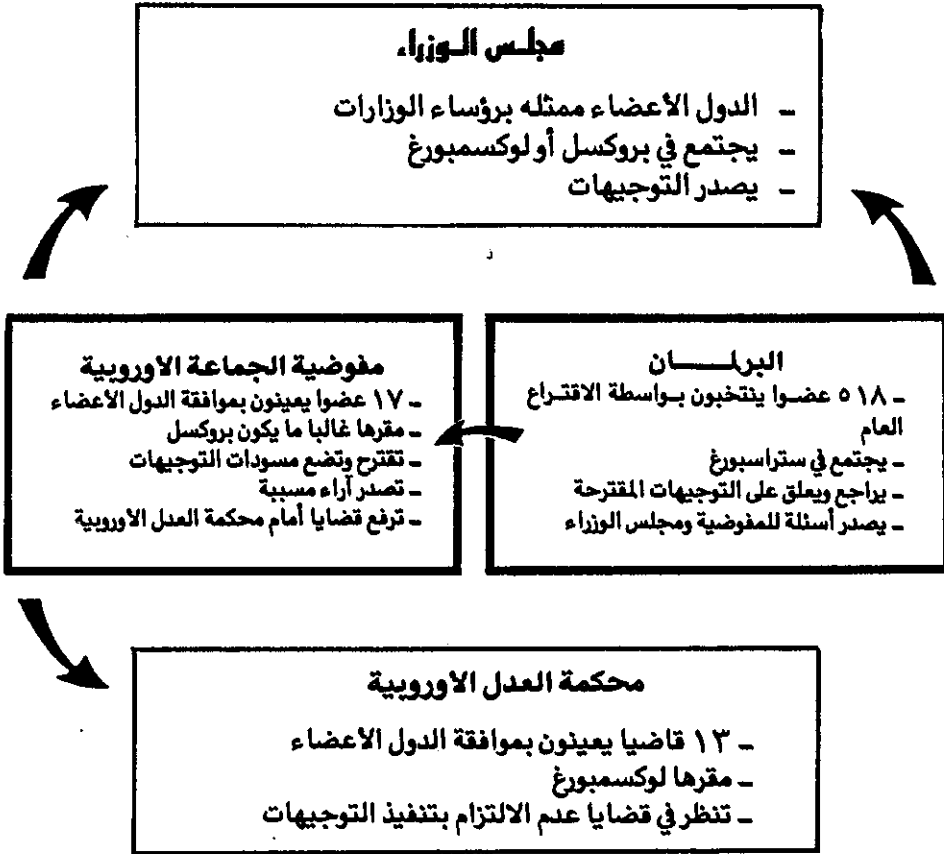 مجلس الوزراء
ـ الدول الأعضاء ممثله برؤساء الوزارات
ـ يجتمع في بروكسل أو لوكسمبورغ
ـ يصدر التوجيهات
ز
البرلمـــــان
ـ ٥١٨ عضوا ينتخبون بواسطة الاقتراع
العام
ـ يجتمع في ستراسبورغ
ـ يراجع ويعلق على التوجيهات المقترحة
ـ يصدر أسئلة للمفوضية ومجلس الوزراء
مفوضية الجماعة الاوروبية
ـ ١٧ عضوا يعينون بموافقة الدول الأعضاء
ـ مقرها غالبا ما يكون بروكسل
ـ تقترح وتضع مسودات التوجيهات
ـ تصدر آراء مسببة
ـ ترفع قضايا أمام محكمة العدل الاوروبية
محكمة العدل الاوروبية
ـ ١٣ قاضيا يعينون بموافقة الدول الأعضاء
ـ مقرها لوكسمبورغ
ـ تنظر في قضايا عدم الالتزام بتنفيذ التوجيهات